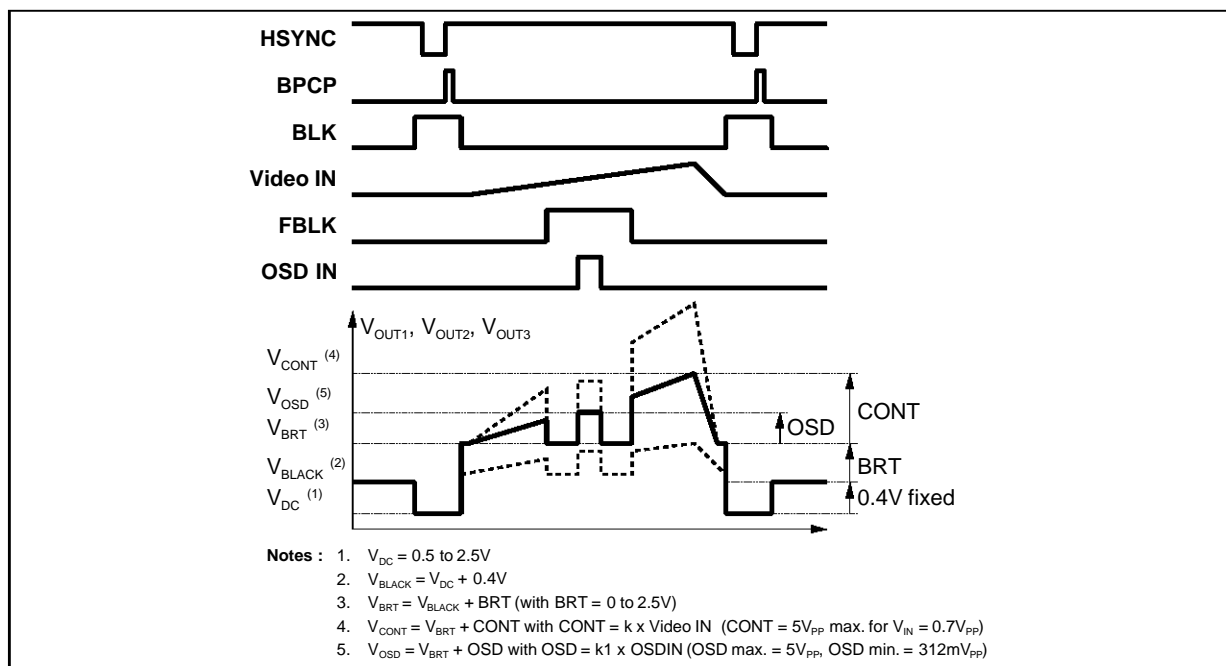 HSYNC
BPCP
BLK
Video IN
FBLK
OSD IN
V_OUT1, V_OUT2, V_OUT3
V_CONT (4)
V_OSD (5)
V_BRT (3)
V_BLACK (2)
V_DC (1)
CONT
OSD
BRT
0.4V fixed
Notes : 1. V_DC = 0.5 to 2.5V
2. V_BLACK = V_DC + 0.4V
3. V_BRT = V_BLACK + BRT (with BRT = 0 to 2.5V)
4. V_CONT = V_BRT + CONT with CONT = k x Video IN (CONT = 5V_PP max. for V_IN = 0.7V_PP)
5. V_OSD = V_BRT + OSD with OSD = k1 x OSDIN (OSD max. = 5V_PP, OSD min. = 312mV_PP)